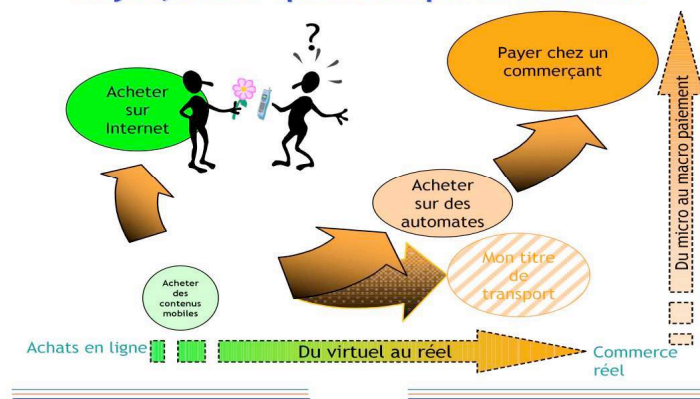 Payer chez un
commerçant
?
Acheter
sur
Internet
Acheter
sur des
automates
Mon titre
de
transport
Acheter
des
contenus
mobiles
Du micro au macro paiement
Achats en ligne
Du virtuel au réel
Commerce
réel